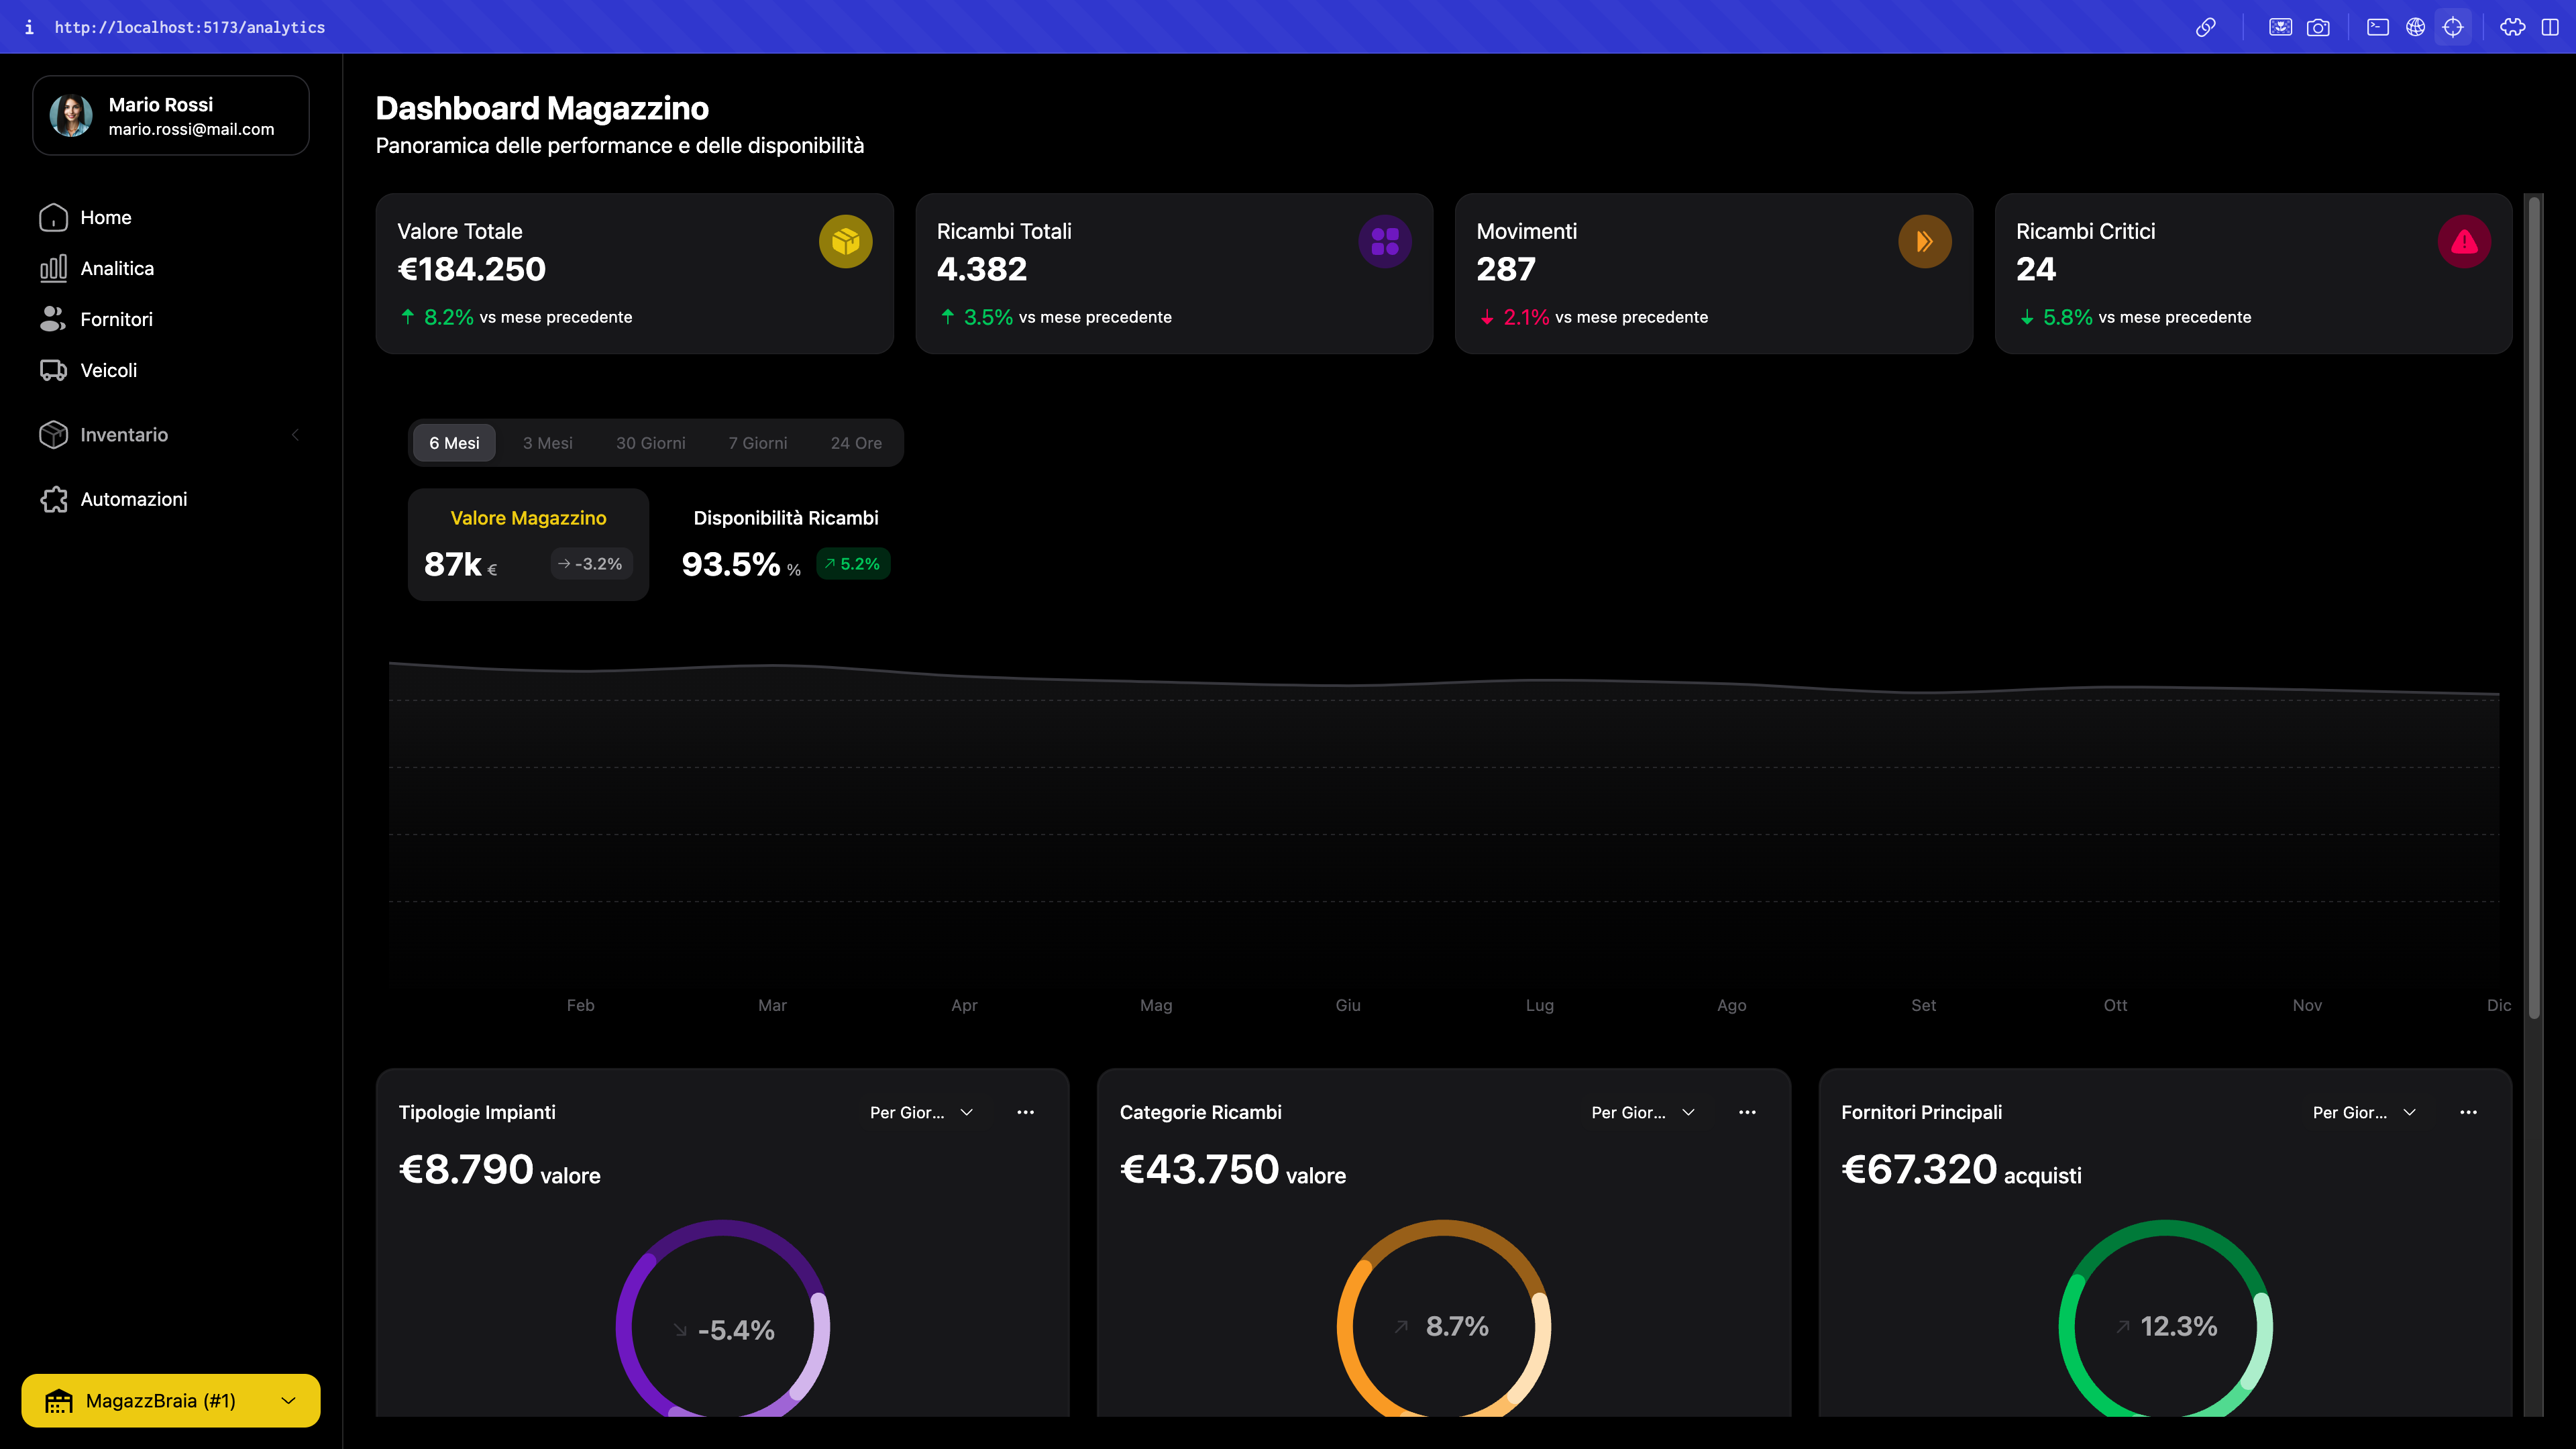 http://localhost:5173/analytics
Mario Rossi
mario.rossi@mail.com
Home
Analitica
Fornitori
Veicoli
Inventario
Automazioni
MagazzBraia (#1)
Dashboard Magazzino
Panoramica delle performance e delle disponibilità
Valore Totale
€184.250
8.2% vs mese precedente
Ricambi Totali
4.382
3.5% vs mese precedente
Movimenti
287
2.1% vs mese precedente
Ricambi Critici
24
5.8% vs mese precedente
6 Mesi 3 Mesi 30 Giorni 7 Giorni 24 Ore
Valore Magazzino
87k € -3.2%
Disponibilità Ricambi
93.5% % 5.2%
Feb Mar Apr Mag Giu Lug Ago Set Ott Nov Dic
Tipologie Impianti Per Gior...
€8.790 valore
-5.4%
Categorie Ricambi Per Gior...
€43.750 valore
8.7%
Fornitori Principali Per Gior...
€67.320 acquisti
12.3%